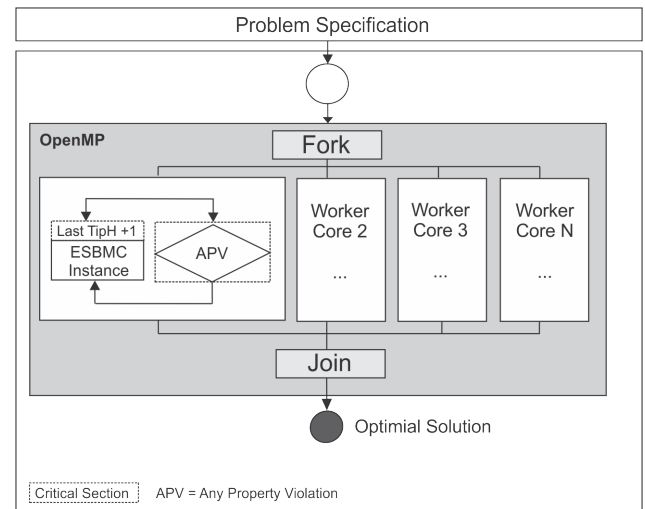 Problem Specification
OpenMP
Fork
Last TipH +1
ESBMC
Instance
APV
Worker
Core 2
...
Worker
Core 3
...
Worker
Core N
...
Join
Optimial Solution
Critical Section
APV = Any Property Violation